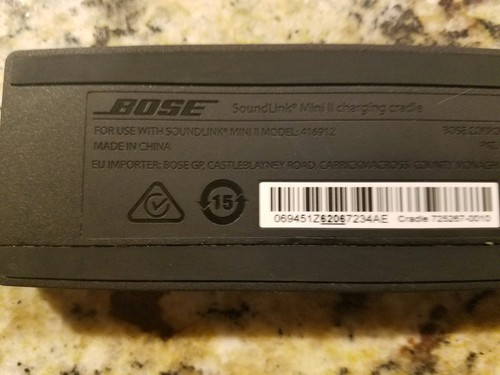 BOSE SoundLink® Mini II charging cradle
FOR USE WITH SOUNDLINK® MINI II MODEL: 416912
BOSE
MADE IN CHINA
EU IMPORTER: BOSE GP, CASTLEBLAYNEY ROAD, CARRICKMACROSS, COUNTY
15
069451Z62067234AE Cradle 725267-0010